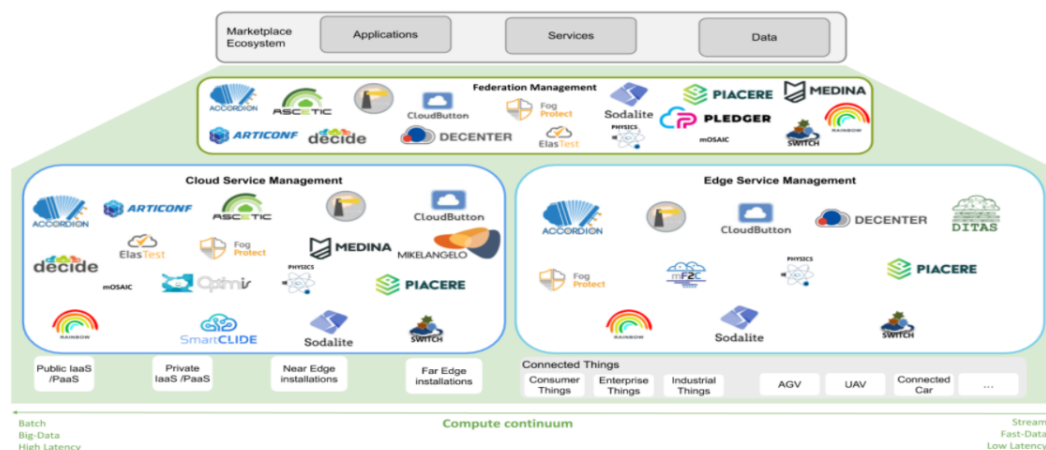 Marketplace
Ecosystem
Applications
Services
Data
Federation Management
ACCORDION
ASCETIC
CloudButton
Fog
Protect
Sodalite
PIACERE
MEDINA
ARTICONF
decide
DECENTER
ElasTest
PHYSICS
PLEDGER
mOSAIC
SWITCH
RAINBOW
Cloud Service Management
ACCORDION
ARTICONF
ASCETIC
CloudButton
decide
ElasTest
Fog
Protect
MEDINA
MIKELANGELO
mOSAIC
Optimis
PHYSICS
PIACERE
RAINBOW
SmartCLIDE
Sodalite
SWITCH
Edge Service Management
ACCORDION
CloudButton
DECENTER
DITAS
Fog
Protect
mF2C
PHYSICS
PIACERE
RAINBOW
Sodalite
SWITCH
Public IaaS
/PaaS
Private
IaaS /PaaS
Near Edge
installations
Far Edge
installations
Connected Things
Consumer
Things
Enterprise
Things
Industrial
Things
AGV
UAV
Connected
Car
...
Batch
Big-Data
High Latency
Compute continuum
Stream
Fast-Data
Low Latency